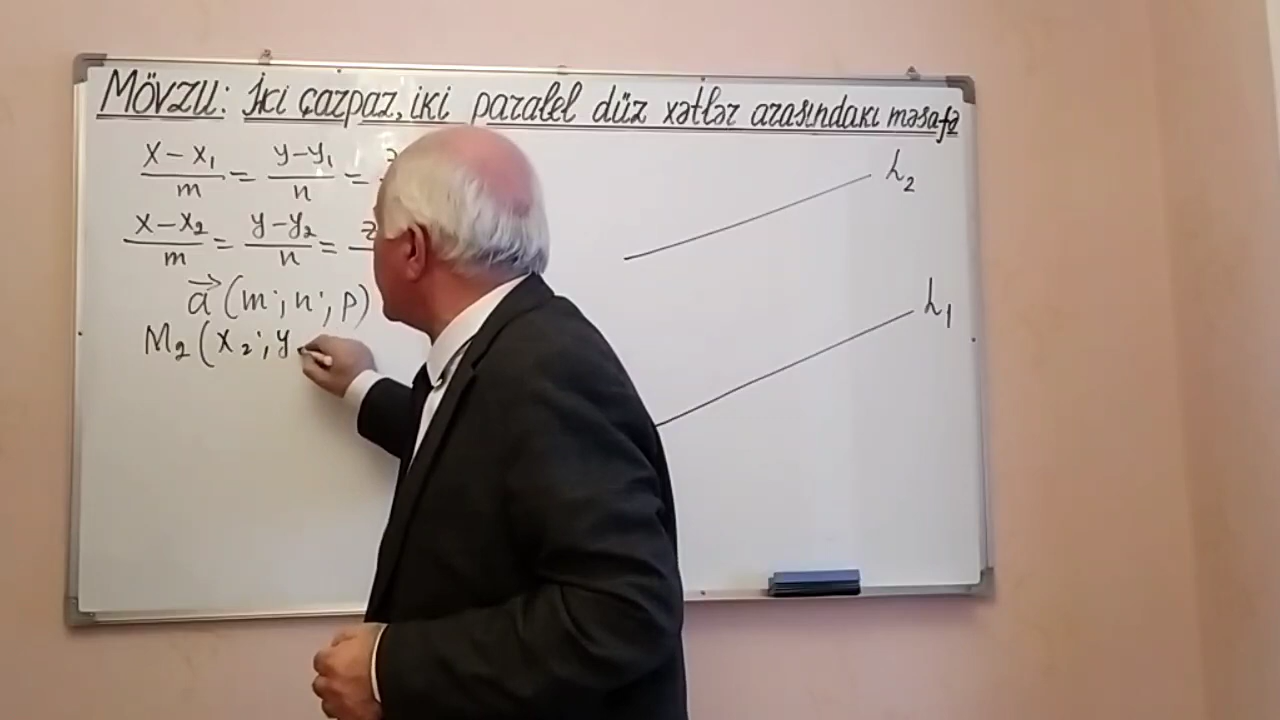 MÖVZU: İki çarpaz, iki paralel düz xətlər arasındakı məsafə
x-x₁/m = y-y₁/n =
x-x₂/m = y-y₂/n =
a⃗ (m; n; p)
M₂ (x₂; y
L₂
L₁